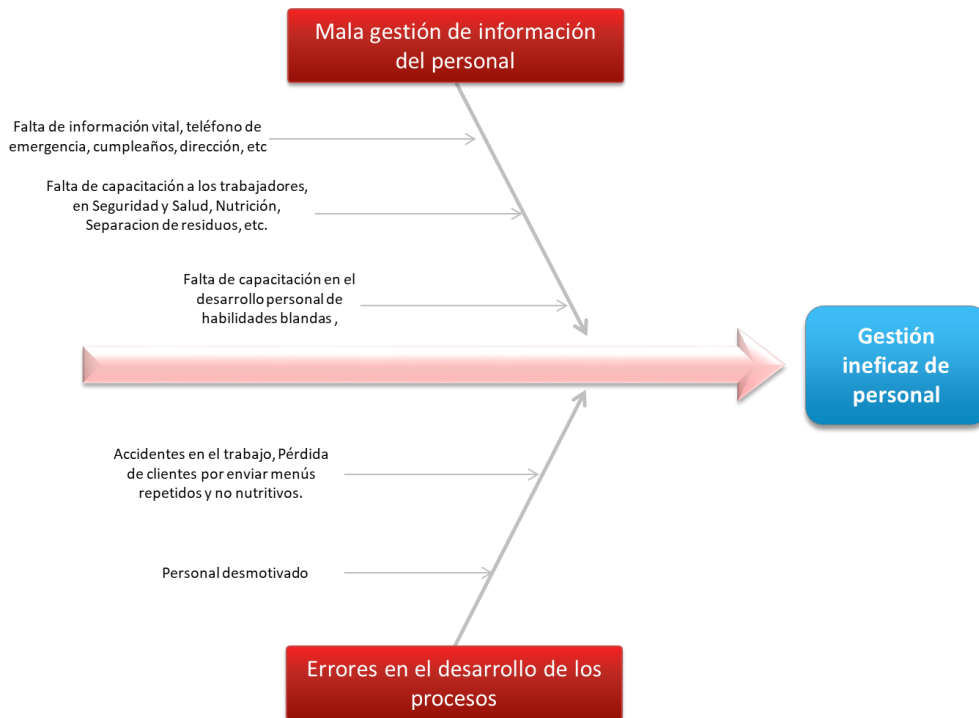 Mala gestión de información
del personal
Falta de información vital, teléfono de
emergencia, cumpleaños, dirección, etc
Falta de capacitación a los trabajadores,
en Seguridad y Salud, Nutrición,
Separacion de residuos, etc.
Falta de capacitación en el
desarrollo personal de
habilidades blandas ,
Gestión
ineficaz de
personal
Accidentes en el trabajo, Pérdida
de clientes por enviar menús
repetidos y no nutritivos.
Personal desmotivado
Errores en el desarrollo de los
procesos